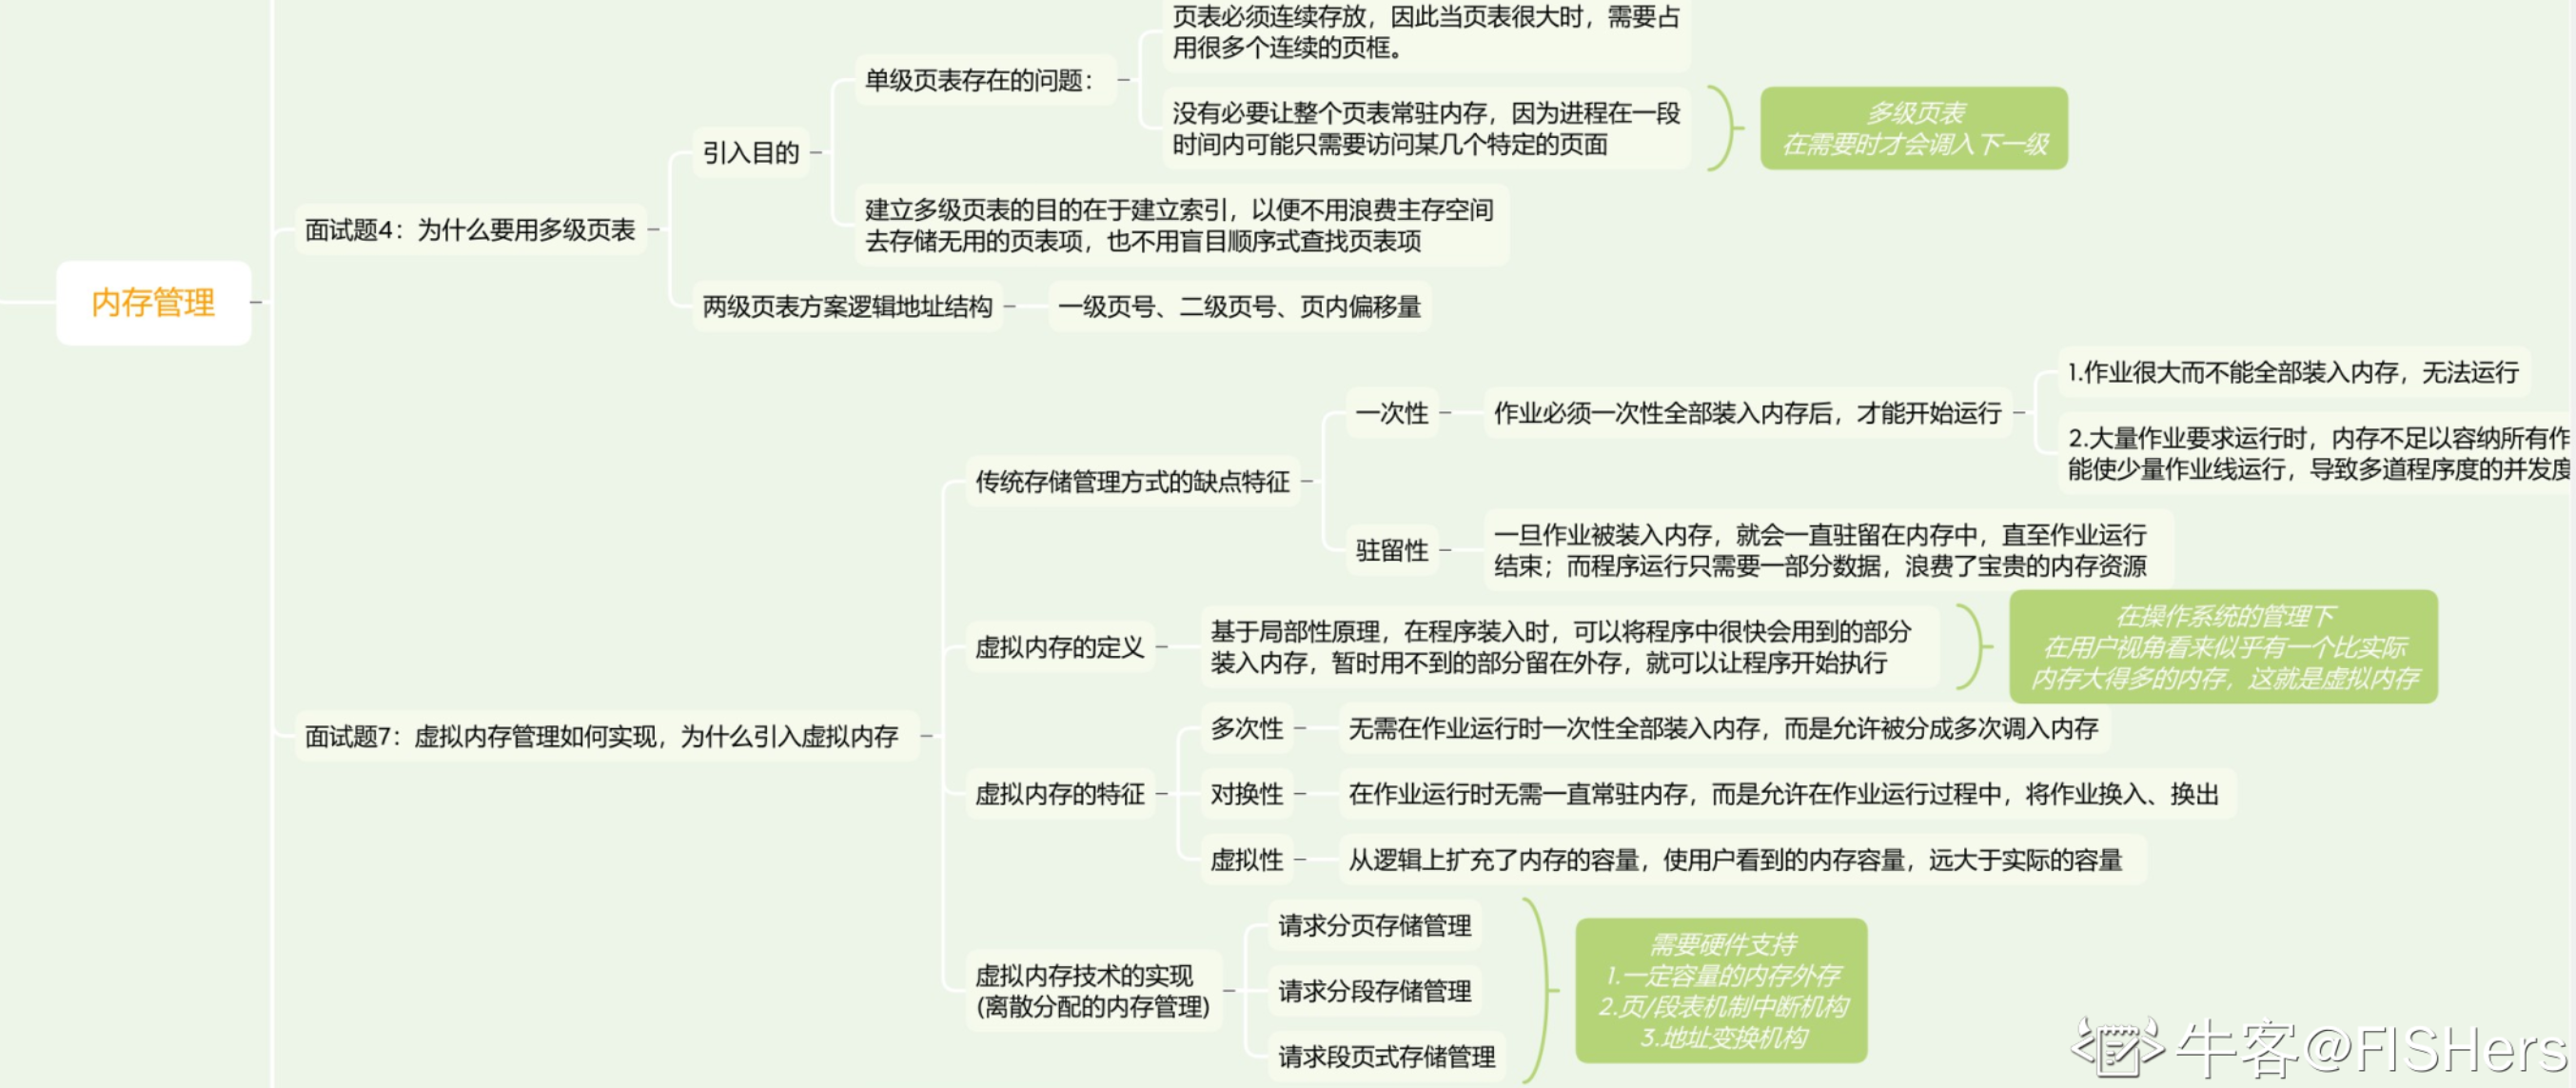 内存管理
面试题4：为什么要用多级页表
引入目的
单级页表存在的问题：
页表必须连续存放，因此当页表很大时，需要占
用很多个连续的页框。
没有必要让整个页表常驻内存，因为进程在一段
时间内可能只需要访问某几个特定的页面
多级页表
在需要时才会调入下一级
建立多级页表的目的在于建立索引，以便不用浪费主存空间
去存储无用的页表项，也不用盲目顺序式查找页表项
两级页表方案逻辑地址结构
一级页号、二级页号、页内偏移量
面试题7：虚拟内存管理如何实现，为什么引入虚拟内存
传统存储管理方式的缺点特征
一次性
作业必须一次性全部装入内存后，才能开始运行
1.作业很大而不能全部装入内存，无法运行
2.大量作业要求运行时，内存不足以容纳所有作
能使少量作业线运行，导致多道程序度的并发度
驻留性
一旦作业被装入内存，就会一直驻留在内存中，直至作业运行
结束；而程序运行只需要一部分数据，浪费了宝贵的内存资源
虚拟内存的定义
基于局部性原理，在程序装入时，可以将程序中很快会用到的部分
装入内存，暂时用不到的部分留在外存，就可以让程序开始执行
在操作系统的管理下
在用户视角看来似乎有一个比实际
内存大得多的内存，这就是虚拟内存
虚拟内存的特征
多次性
无需在作业运行时一次性全部装入内存，而是允许被分成多次调入内存
对换性
在作业运行时无需一直常驻内存，而是允许在作业运行过程中，将作业换入、换出
虚拟性
从逻辑上扩充了内存的容量，使用户看到的内存容量，远大于实际的容量
虚拟内存技术的实现
(离散分配的内存管理)
请求分页存储管理
请求分段存储管理
请求段页式存储管理
需要硬件支持
1.一定容量的内存外存
2.页/段表机制中断机构
3.地址变换机构
牛客@FISHers